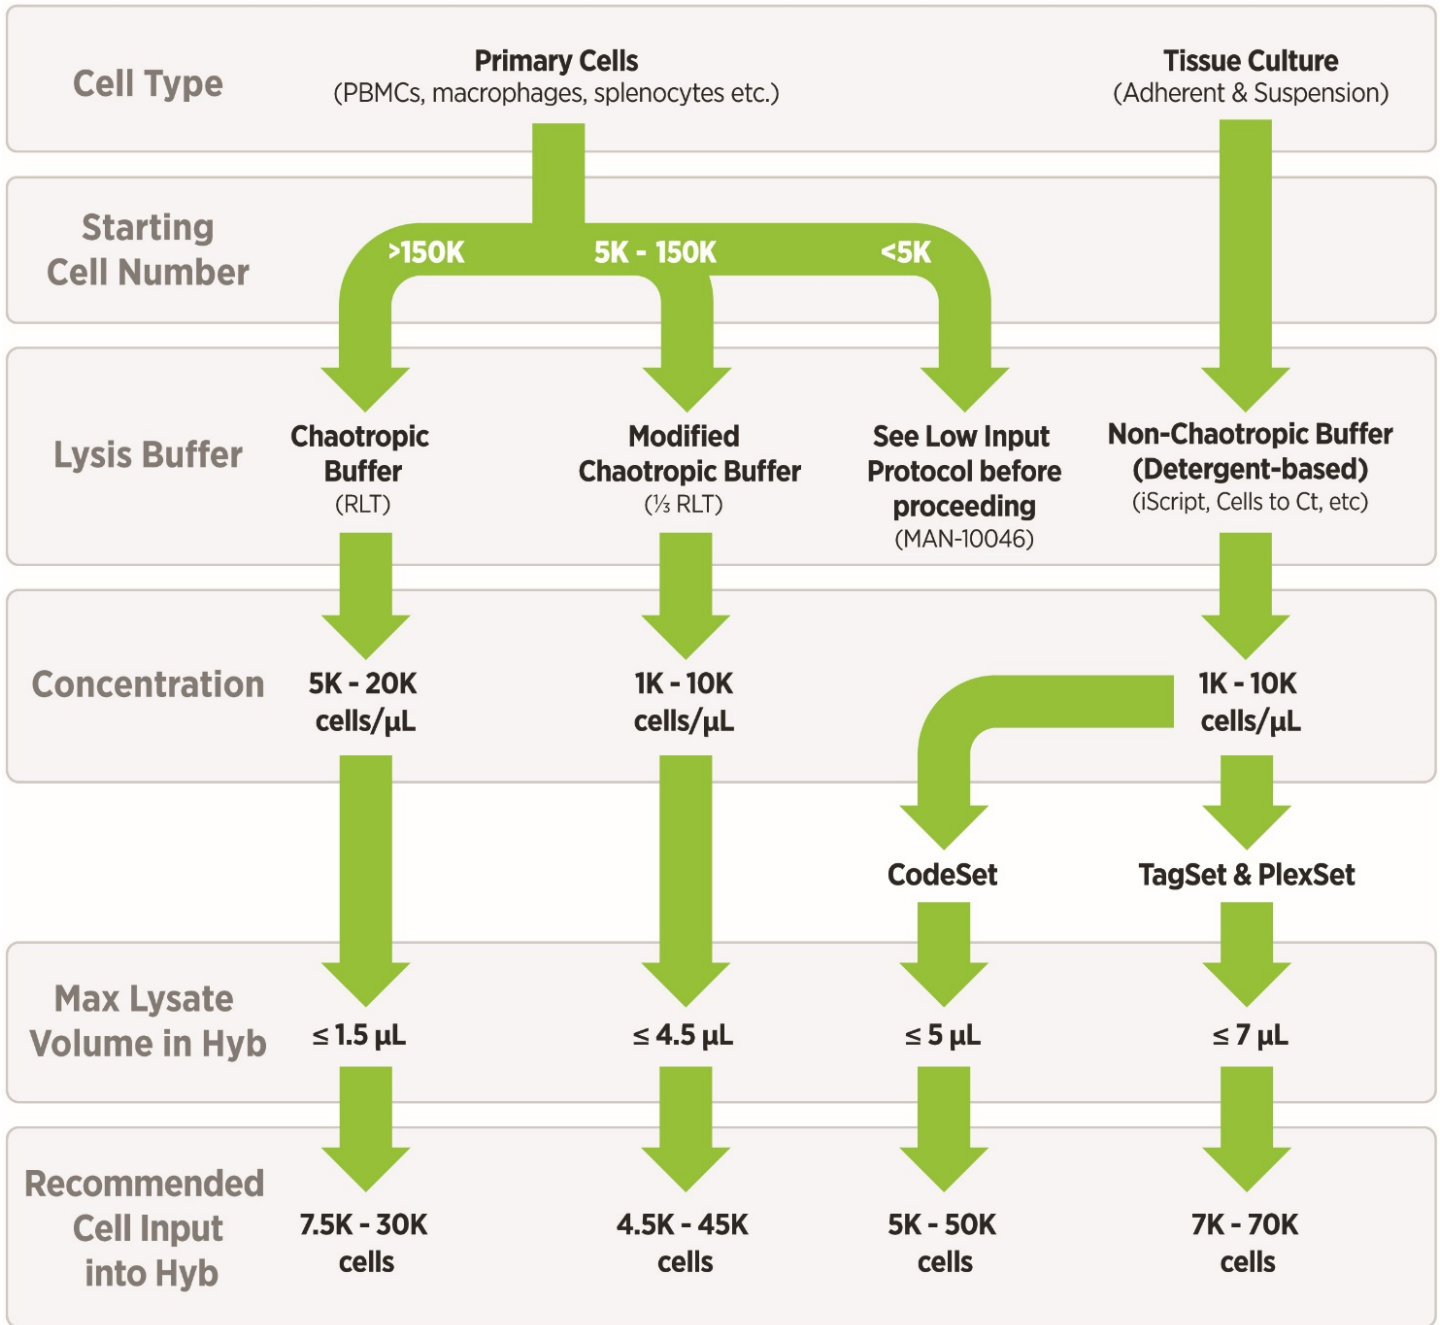 Cell Type
Primary Cells
(PBMCs, macrophages, splenocytes etc.)
Tissue Culture
(Adherent & Suspension)
Starting
Cell Number
>150K
5K - 150K
<5K
Lysis Buffer
Chaotropic
Buffer
(RLT)
Modified
Chaotropic Buffer
(⅓ RLT)
See Low Input
Protocol before
proceeding
(MAN-10046)
Non-Chaotropic Buffer
(Detergent-based)
(iScript, Cells to Ct, etc)
Concentration
5K - 20K
cells/µL
1K - 10K
cells/µL
1K - 10K
cells/µL
CodeSet
TagSet & PlexSet
Max Lysate
Volume in Hyb
≤ 1.5 µL
≤ 4.5 µL
≤ 5 µL
≤ 7 µL
Recommended
Cell Input
into Hyb
7.5K - 30K
cells
4.5K - 45K
cells
5K - 50K
cells
7K - 70K
cells